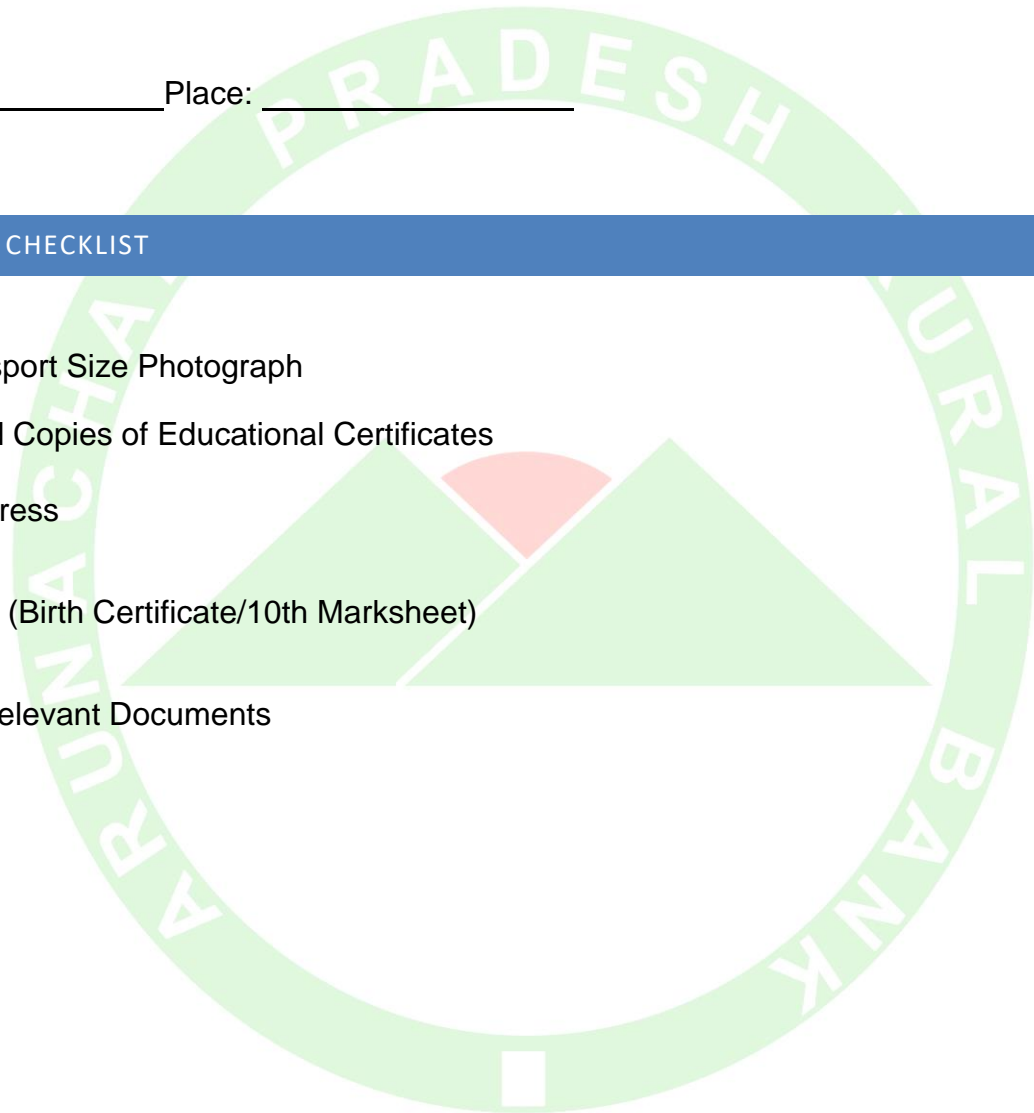 Place:
CHECKLIST
sport Size Photograph
Copies of Educational Certificates
ress
(Birth Certificate/10th Marksheet)
elevant Documents
ARUNACHAL PRADESH RURAL BANK